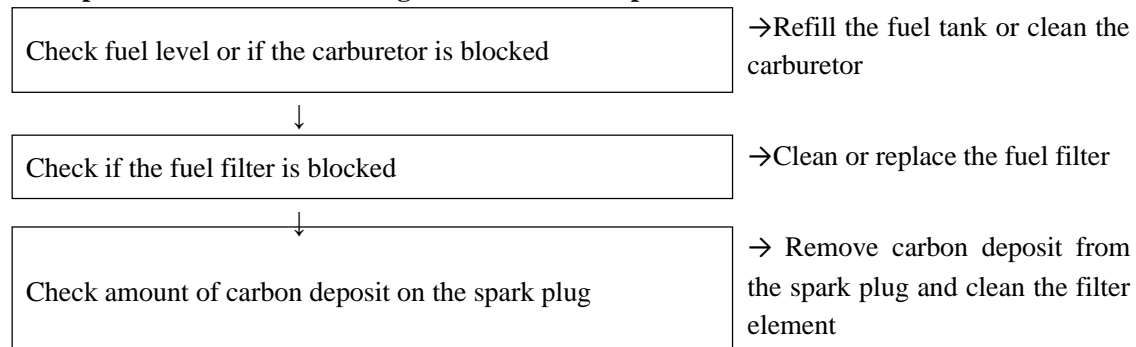 Check fuel level or if the carburetor is blocked
→Refill the fuel tank or clean the
carburetor
↓
Check if the fuel filter is blocked
→Clean or replace the fuel filter
↓
Check amount of carbon deposit on the spark plug
→ Remove carbon deposit from
the spark plug and clean the filter
element